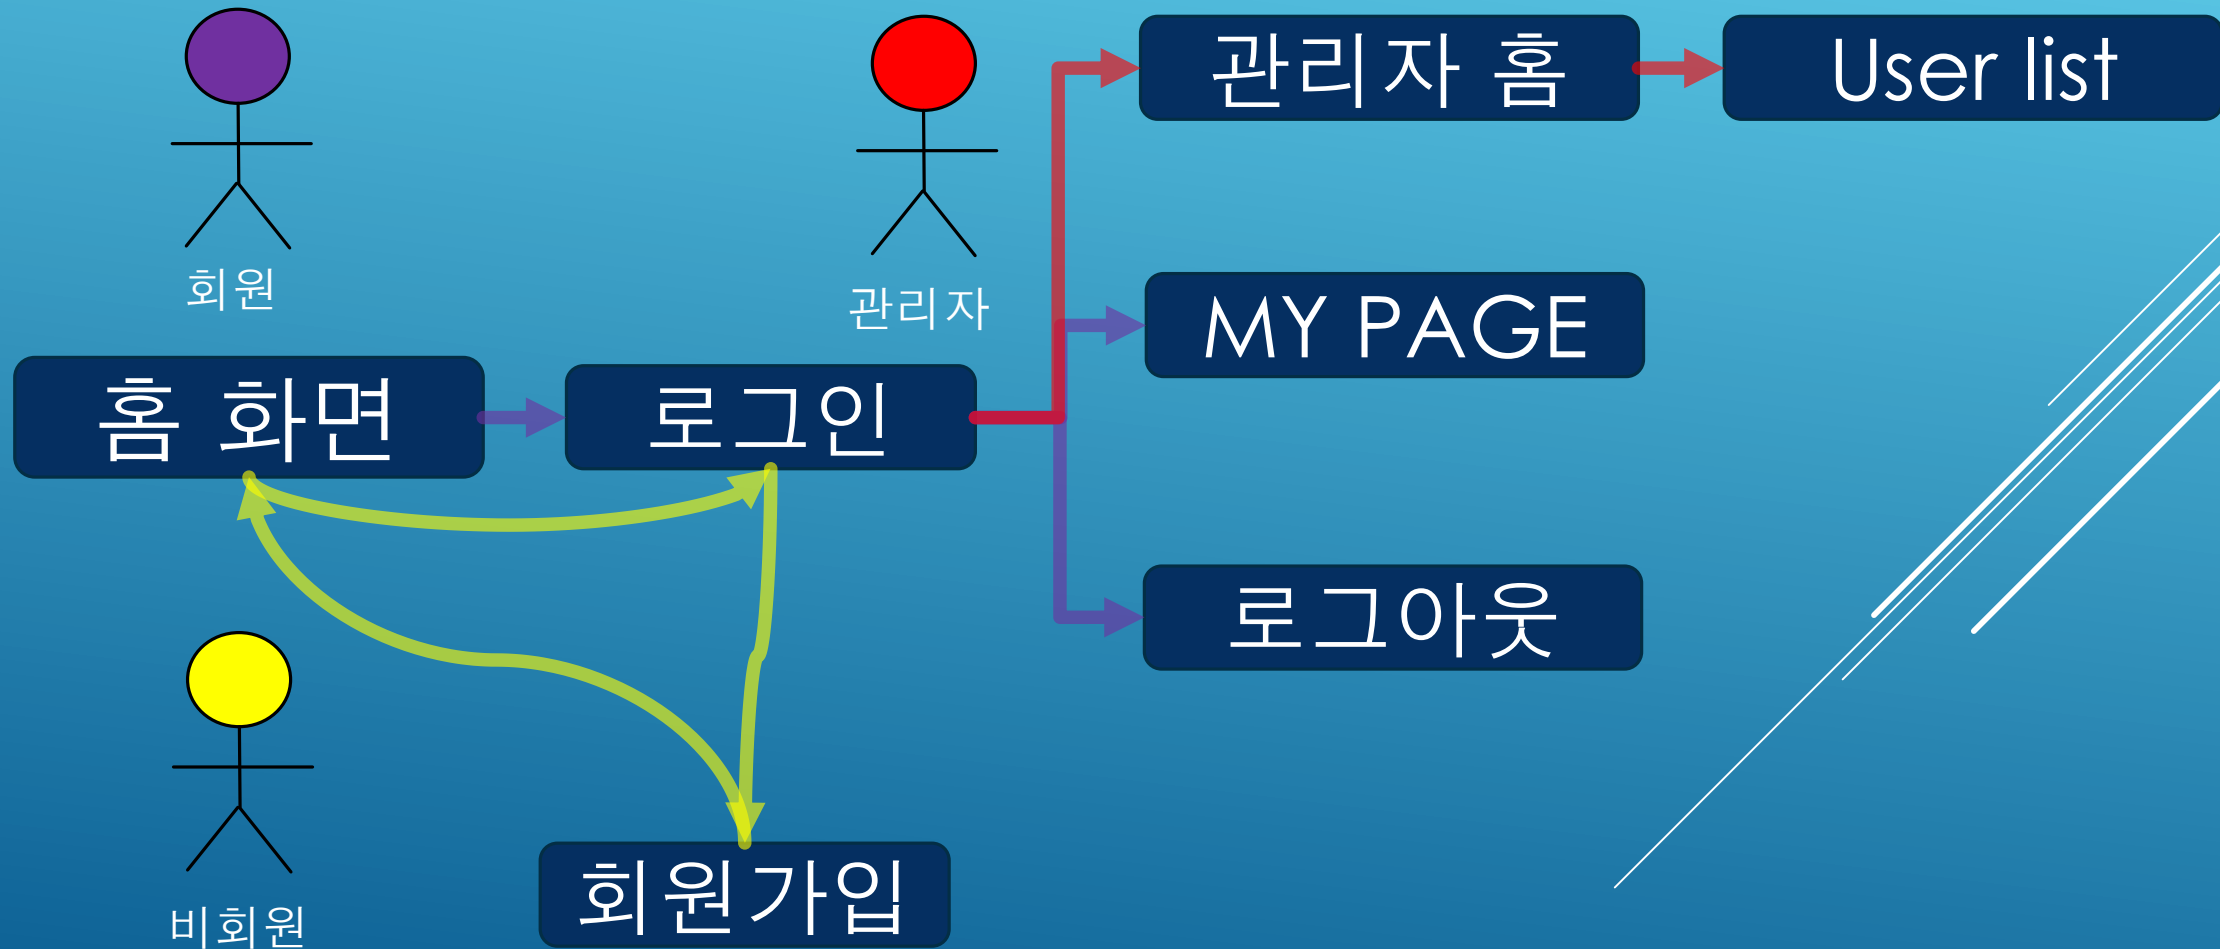 관리자 홈
User list
회원
관리자
MY PAGE
홈 화면
로그인
로그아웃
회원가입
비회원